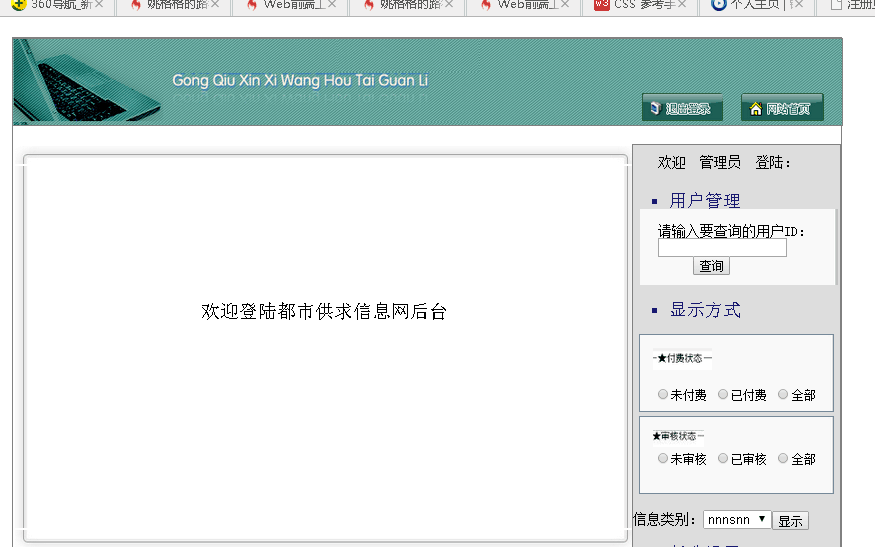 360导航_新
姚格格的路
Web前端工
姚格格的路
Web前端工
CSS 参考手
个人主页 |
注册
Gong Qiu Xin Xi Wang Hou Tai Guan Li
退出登录
网站首页
欢迎 管理员 登陆：
用户管理
请输入要查询的用户ID：
查询
欢迎登陆都市供求信息网后台
显示方式
★付费状态
未付费 已付费 全部
★审核状态
未审核 已审核 全部
信息类别： nnnsnn 显示